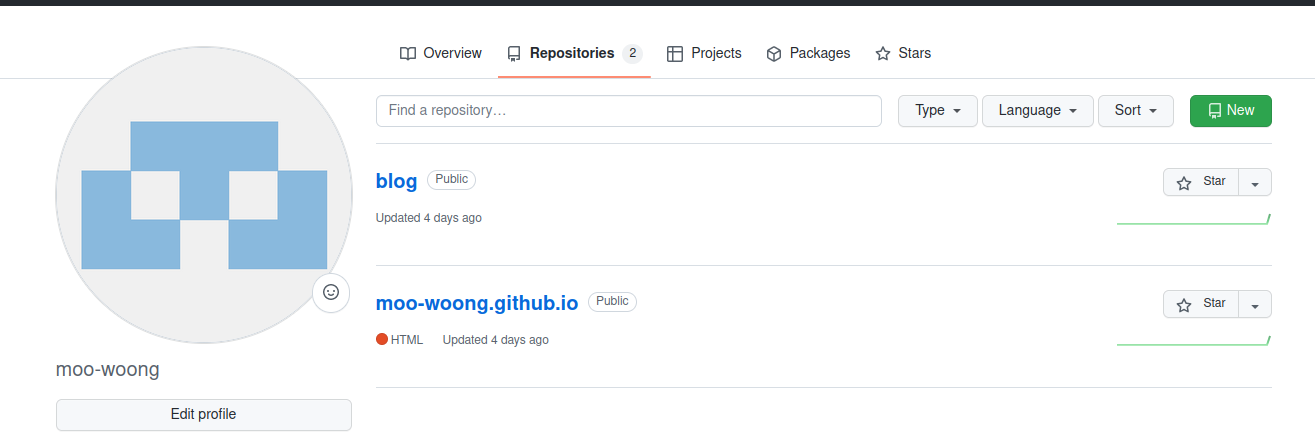 Overview Repositories 2 Projects Packages Stars
Find a repository… Type Language Sort New
blog Public Star
Updated 4 days ago
moo-woong.github.io Public Star
HTML Updated 4 days ago
moo-woong
Edit profile